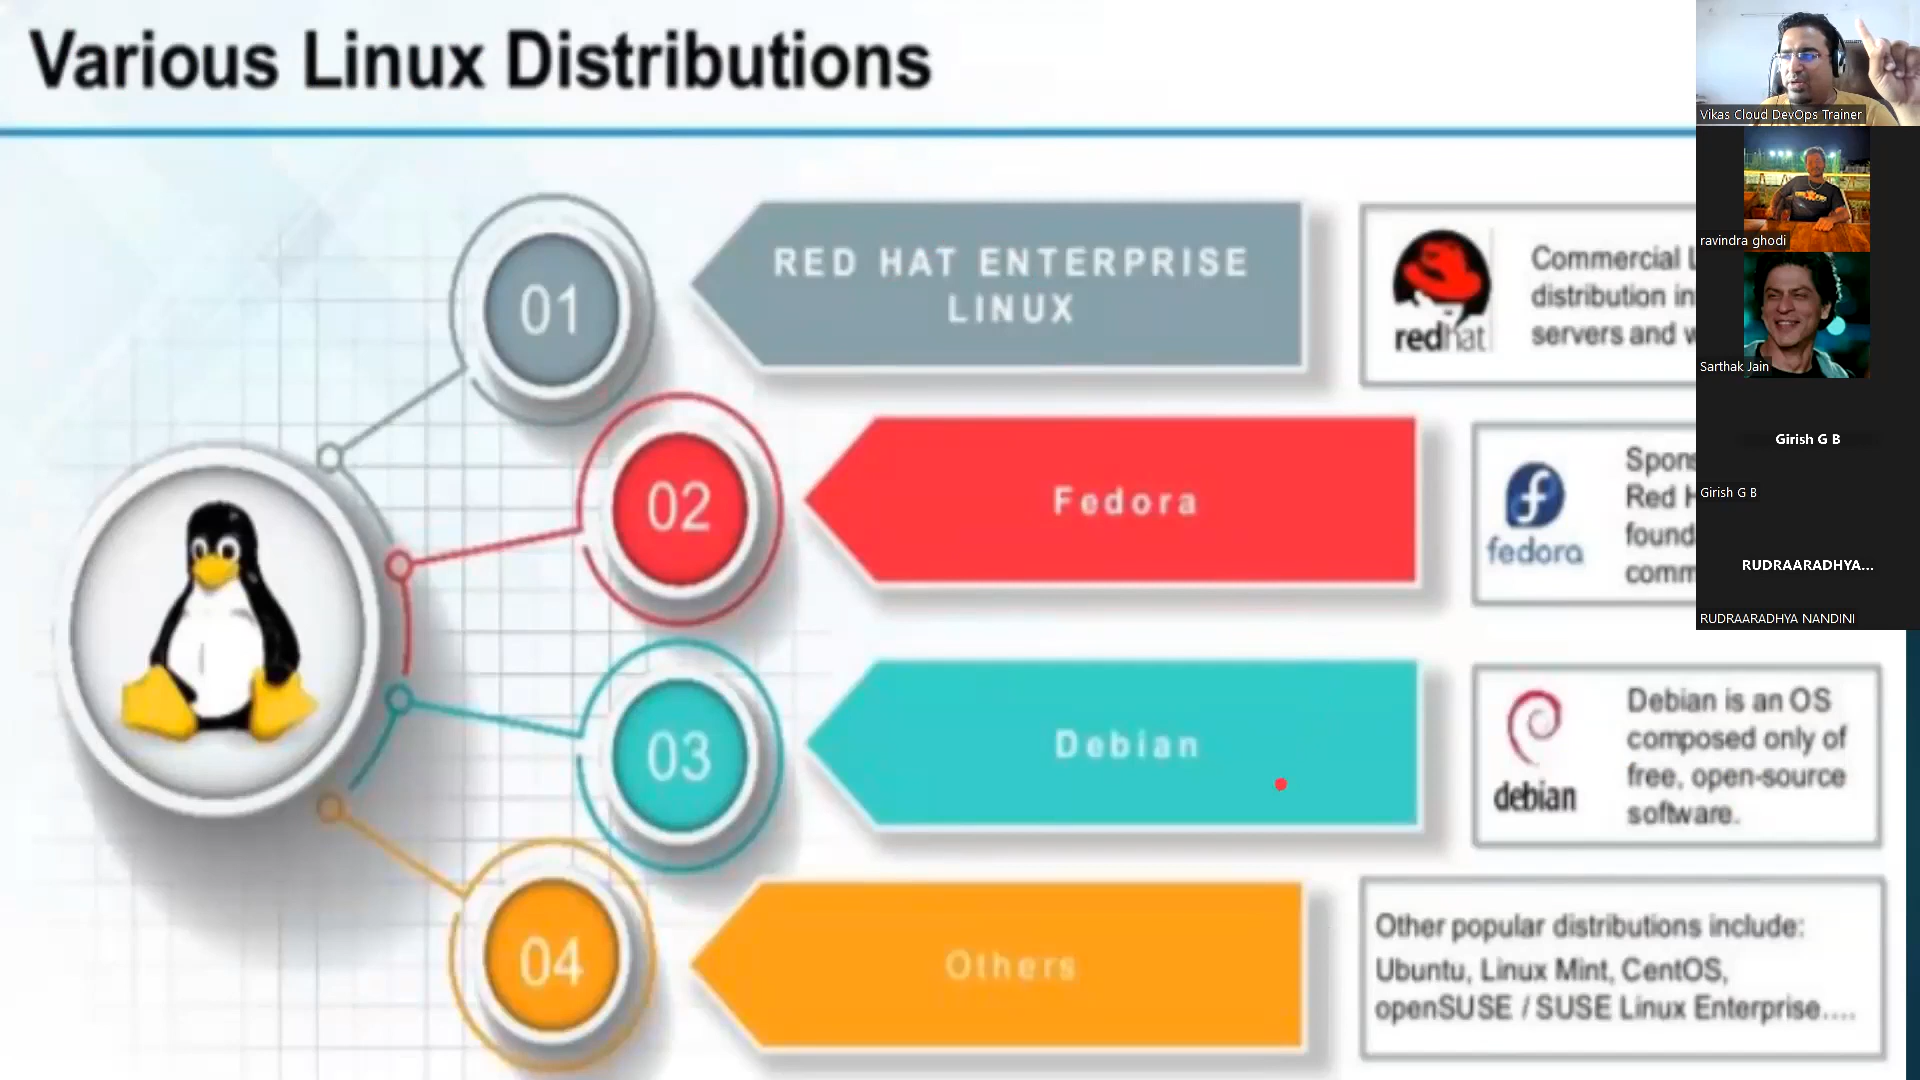 Various Linux Distributions
01
RED HAT ENTERPRISE
LINUX
redhat
Commercial
distribution in
servers and
02
Fedora
fedora
Red
comm
03
Debian
debian
Debian is an OS
composed only of
free, open-source
software.
04
Others
Other popular distributions include:
Ubuntu, Linux Mint, CentOS,
openSUSE / SUSE Linux Enterprise....
Vikas Cloud DevOps Trainer
ravindra ghodi
Sarthak Jain
Girish G B
Girish G B
RUDRAARADHYA...
RUDRAARADHYA NANDINI